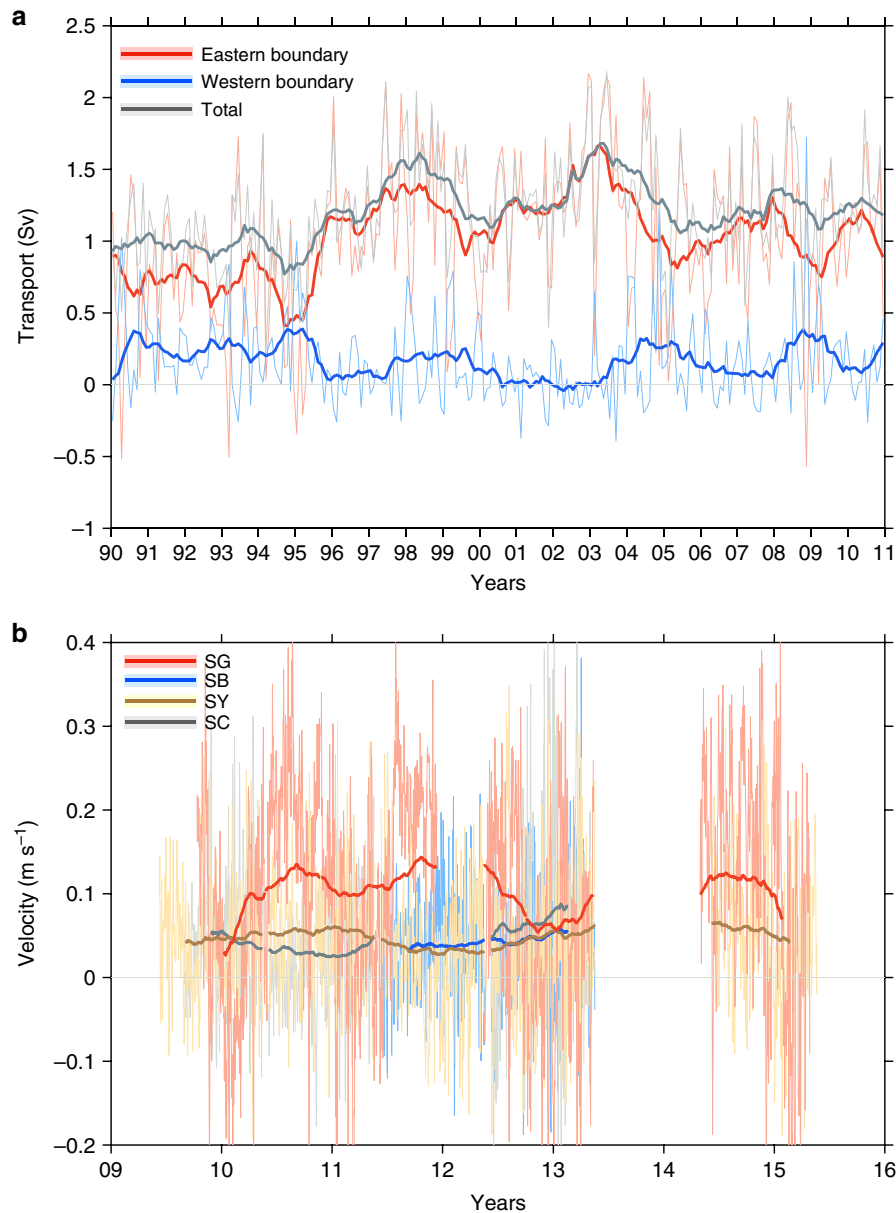 a
2.5
2
1.5
1
0.5
0
−0.5
−1
Transport (Sv)
Eastern boundary
Western boundary
Total
90 91 92 93 94 95 96 97 98 99 00 01 02 03 04 05 06 07 08 09 10 11
Years
b
0.4
0.3
0.2
0.1
0
−0.1
−0.2
Velocity (m s⁻¹)
SG
SB
SY
SC
09 10 11 12 13 14 15 16
Years